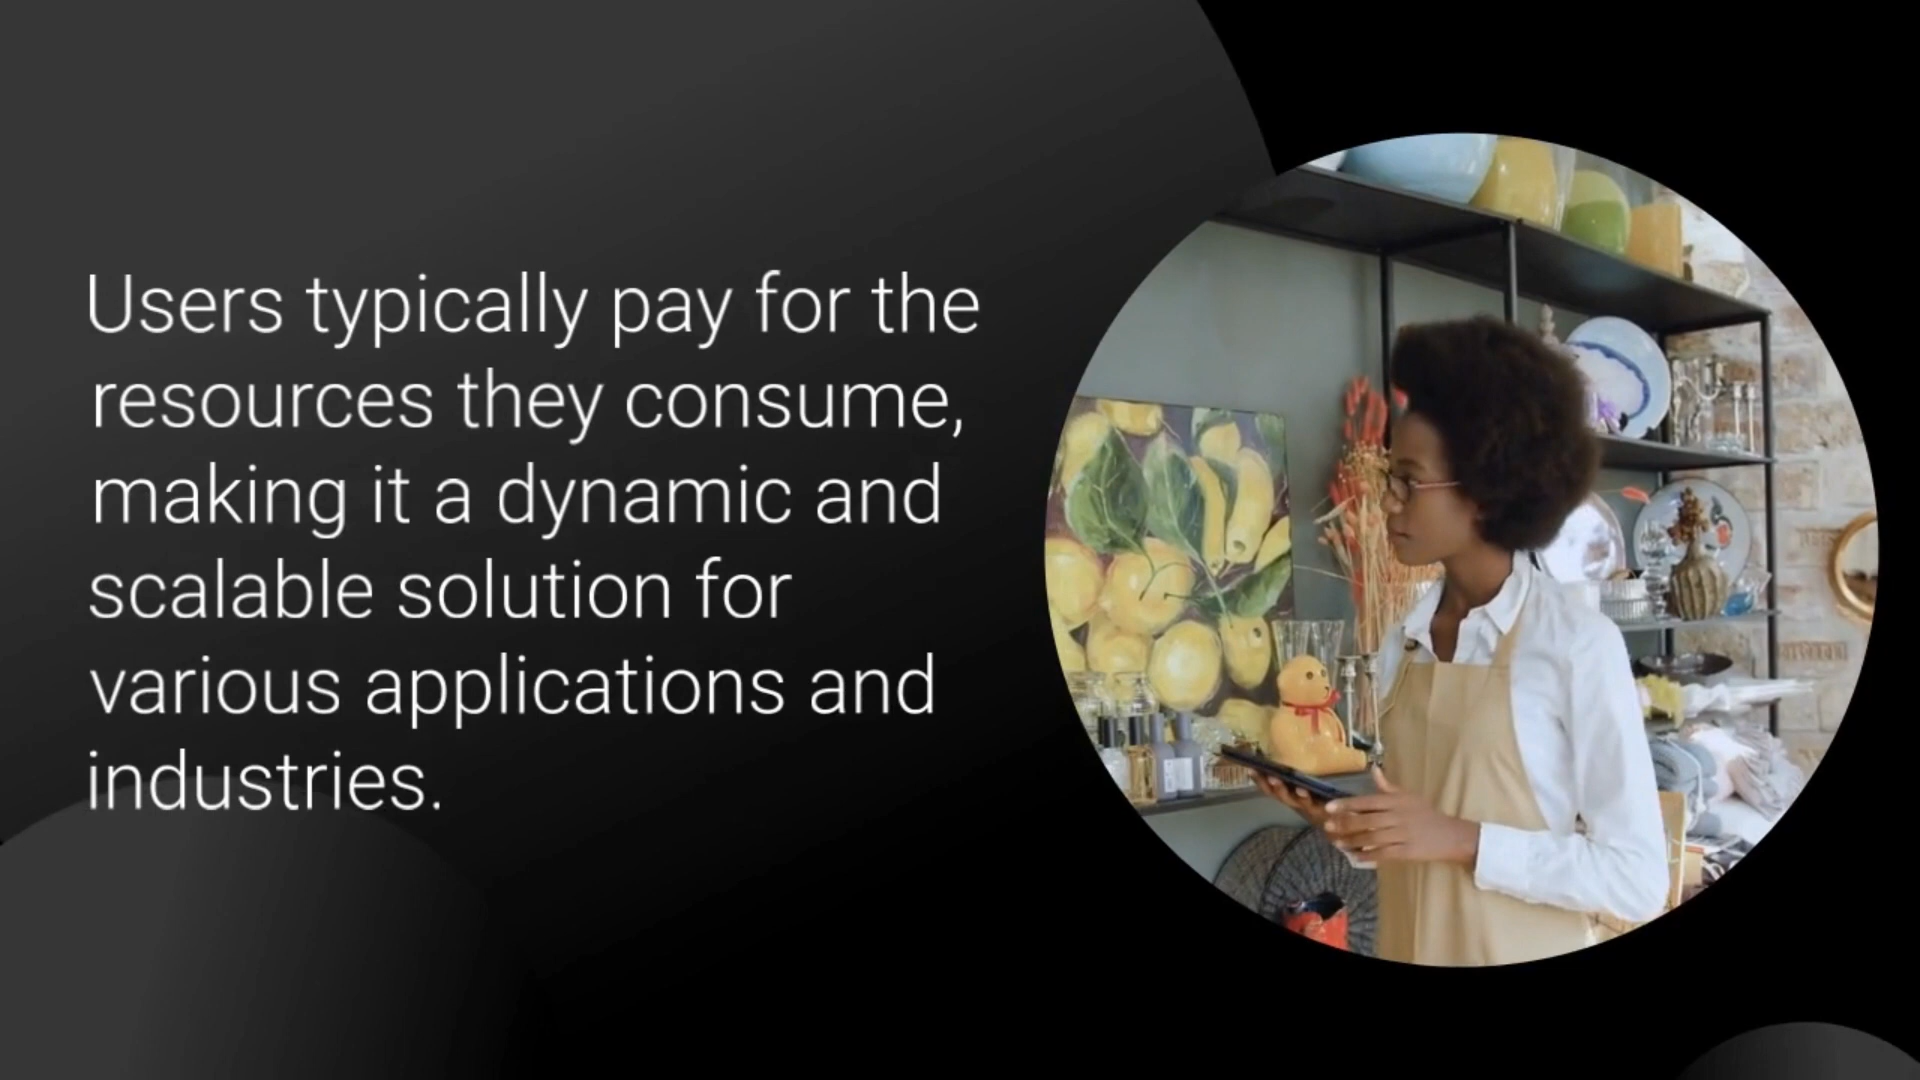 Users typically pay for the
resources they consume,
making it a dynamic and
scalable solution for
various applications and
industries.